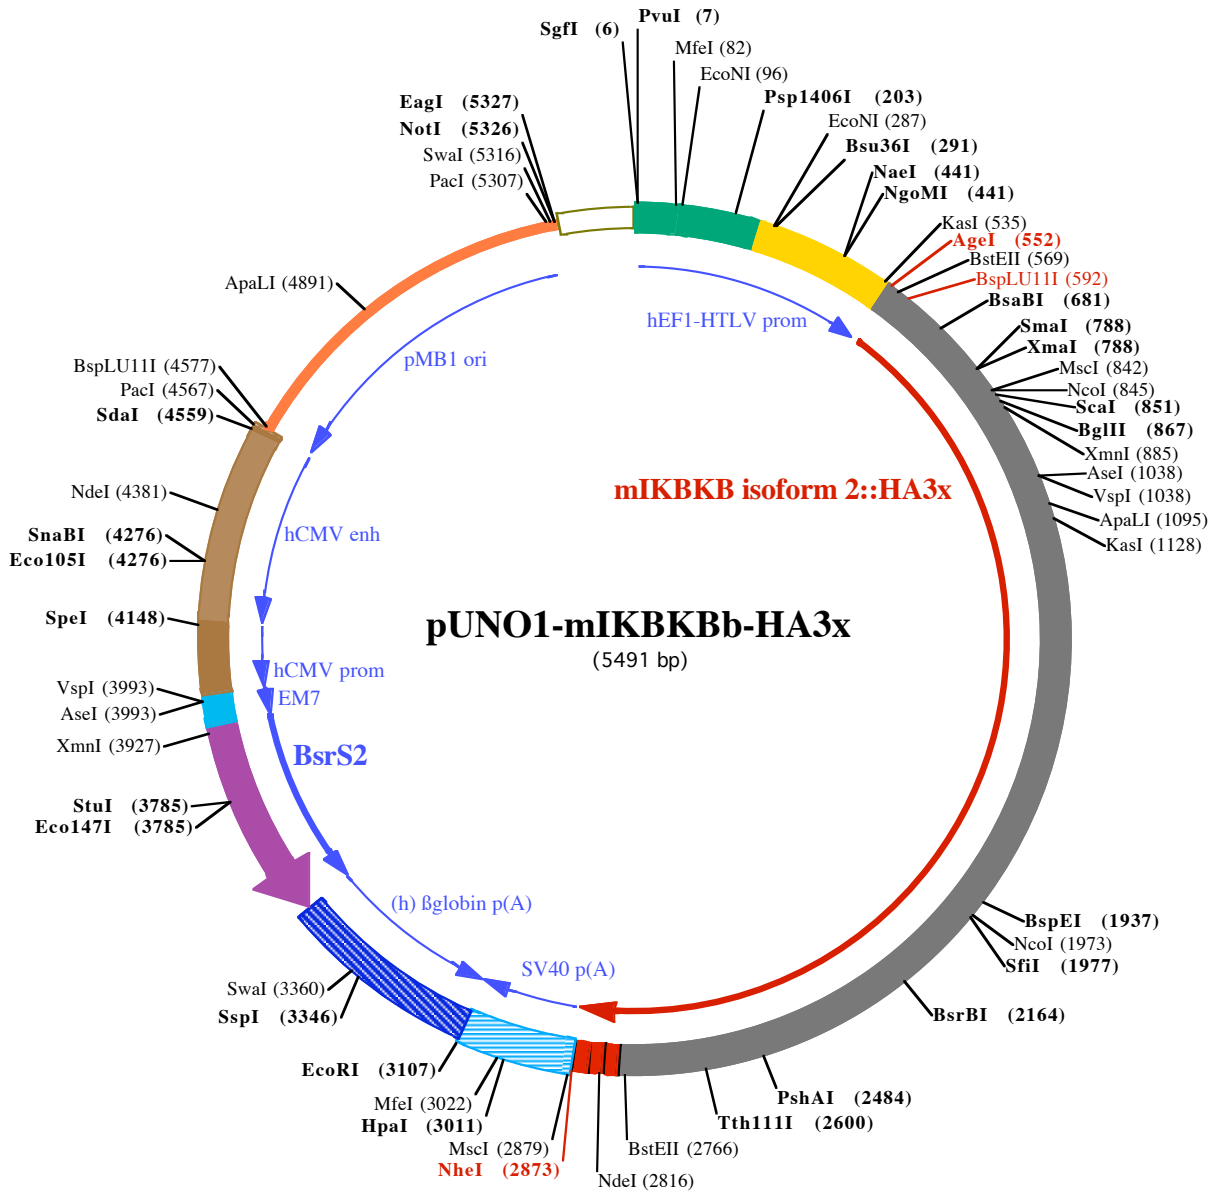 SgfI (6)
PvuI (7)
MfeI (82)
EcoNI (96)
Psp1406I (203)
EcoNI (287)
Bsu36I (291)
NaeI (441)
NgoMI (441)
KasI (535)
AgeI (552)
BstEII (569)
BspLU11I (592)
BsaBI (681)
SmaI (788)
XmaI (788)
MscI (842)
NcoI (845)
ScaI (851)
BglII (867)
XmnI (885)
AseI (1038)
VspI (1038)
ApaLI (1095)
KasI (1128)
BspEI (1937)
NcoI (1973)
SfiI (1977)
BsrBI (2164)
PshAI (2484)
Tth111I (2600)
BstEII (2766)
NdeI (2816)
NheI (2873)
MscI (2879)
HpaI (3011)
MfeI (3022)
EcoRI (3107)
SspI (3346)
SwaI (3360)
Eco147I (3785)
StuI (3785)
XmnI (3927)
AseI (3993)
VspI (3993)
SpeI (4148)
Eco105I (4276)
SnaBI (4276)
NdeI (4381)
SdaI (4559)
PacI (4567)
BspLU11I (4577)
ApaLI (4891)
PacI (5307)
SwaI (5316)
NotI (5326)
EagI (5327)
hEF1-HTLV prom
pMB1 ori
mIKBKB isoform 2::HA3x
hCMV enh
pUNO1-mIKBKBb-HA3x
(5491 bp)
hCMV prom
EM7
BsrS2
(h) ßglobin p(A)
SV40 p(A)